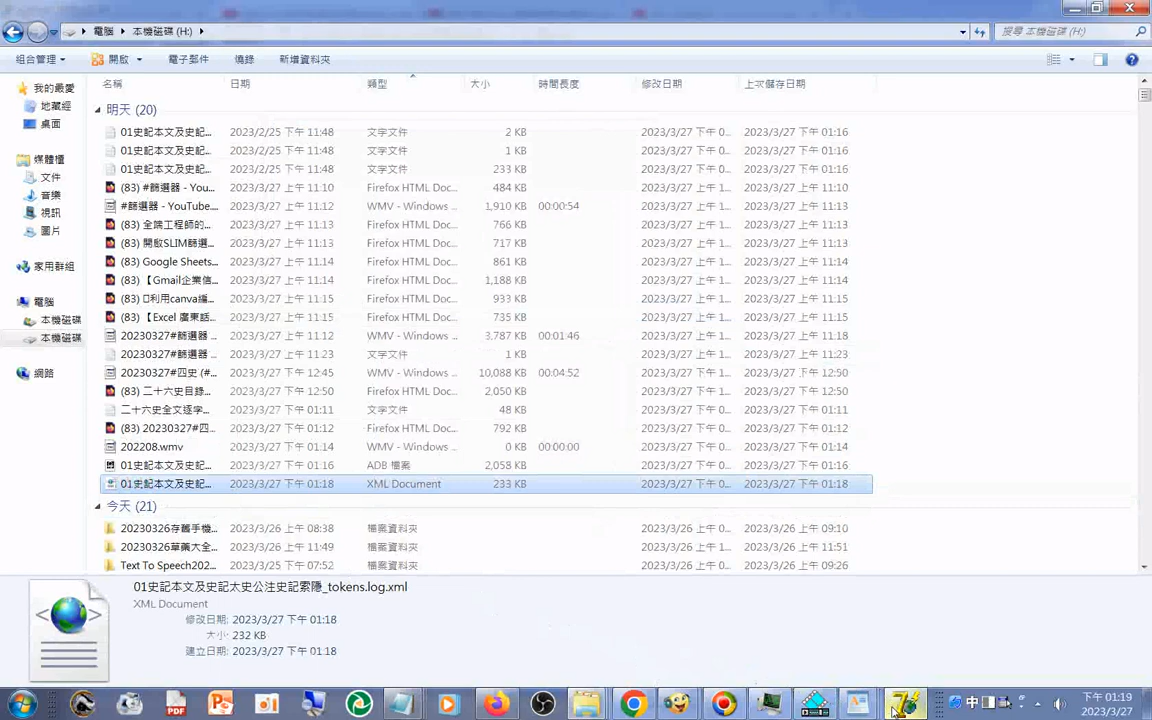 電腦 ▸ 本機磁碟 (H:) ▸
搜尋 本機磁碟 (H:)
組合管理 開啟 電子郵件 燒錄 新增資料夾
名稱 日期 類型 大小 時間長度 修改日期 上次儲存日期
我的最愛
地藏經
桌面
媒體櫃
文件
音樂
視訊
圖片
家用群組
電腦
本機磁碟
本機磁碟
網路
明天 (20)
01史記本文及史記... 2023/2/25 下午 11:48 文字文件 2 KB 2023/3/27 下午 0... 2023/3/27 下午 01:16
01史記本文及史記... 2023/2/25 下午 11:48 文字文件 1 KB 2023/3/27 下午 0... 2023/3/27 下午 01:16
01史記本文及史記... 2023/2/25 下午 11:48 文字文件 233 KB 2023/3/27 下午 0... 2023/3/27 下午 01:16
(83) #篩選器 - You... 2023/3/27 上午 11:10 Firefox HTML Doc... 484 KB 2023/3/27 上午 1... 2023/3/27 上午 11:10
#篩選器 - YouTube... 2023/3/27 上午 11:12 WMV - Windows ... 1,910 KB 00:00:54 2023/3/27 上午 1... 2023/3/27 上午 11:12
(83) 全端工程師的... 2023/3/27 上午 11:13 Firefox HTML Doc... 766 KB 2023/3/27 上午 1... 2023/3/27 上午 11:13
(83) 開啟SLIM篩選... 2023/3/27 上午 11:13 Firefox HTML Doc... 717 KB 2023/3/27 上午 1... 2023/3/27 上午 11:13
(83) Google Sheets... 2023/3/27 上午 11:14 Firefox HTML Doc... 861 KB 2023/3/27 上午 1... 2023/3/27 上午 11:14
(83) 【Gmail企業信... 2023/3/27 上午 11:14 Firefox HTML Doc... 1,188 KB 2023/3/27 上午 1... 2023/3/27 上午 11:14
(83) 利用canva編... 2023/3/27 上午 11:15 Firefox HTML Doc... 933 KB 2023/3/27 上午 1... 2023/3/27 上午 11:15
(83) 【Excel 廣東話... 2023/3/27 上午 11:15 Firefox HTML Doc... 735 KB 2023/3/27 上午 1... 2023/3/27 上午 11:15
20230327#篩選器... 2023/3/27 上午 11:18 WMV - Windows ... 3,787 KB 00:01:46 2023/3/27 上午 1... 2023/3/27 上午 11:18
20230327#篩選器 ... 2023/3/27 上午 11:23 文字文件 1 KB 2023/3/27 上午 1... 2023/3/27 上午 11:23
20230327#四史 (#... 2023/3/27 下午 12:45 WMV - Windows ... 10,088 KB 00:04:52 2023/3/27 下午 1... 2023/3/27 下午 12:50
(83) 二十六史目錄... 2023/3/27 下午 12:50 Firefox HTML Doc... 2,050 KB 2023/3/27 下午 1... 2023/3/27 下午 12:50
二十六史全文逐字... 2023/3/27 下午 01:11 文字文件 48 KB 2023/3/27 下午 0... 2023/3/27 下午 01:11
(83) 20230327#四... 2023/3/27 下午 01:12 Firefox HTML Doc... 792 KB 2023/3/27 下午 0... 2023/3/27 下午 01:12
202208.wmv 2023/3/27 下午 01:14 WMV - Windows ... 0 KB 00:00:00 2023/3/27 下午 0... 2023/3/27 下午 01:14
01史記本文及史記... 2023/3/27 下午 01:16 ADB 檔案 2,058 KB 2023/3/27 下午 0... 2023/3/27 下午 01:16
01史記本文及史記... 2023/3/27 下午 01:18 XML Document 233 KB 2023/3/27 下午 0... 2023/3/27 下午 01:18
今天 (21)
20230326存舊手機... 2023/3/26 上午 08:38 檔案資料夾 2023/3/26 上午 0... 2023/3/26 上午 09:10
20230326草藥大全... 2023/3/26 上午 11:49 檔案資料夾 2023/3/26 上午 1... 2023/3/26 上午 11:51
Text To Speech202... 2023/3/26 上午 07:52 檔案資料夾 2023/3/26 上午 0... 2023/3/26 上午 09:26
01史記本文及史記太史公注史記索隱_tokens.log.xml
XML Document
修改日期: 2023/3/27 下午 01:18
大小: 232 KB
建立日期: 2023/3/27 下午 01:18
中
下午 01:19
2023/3/27